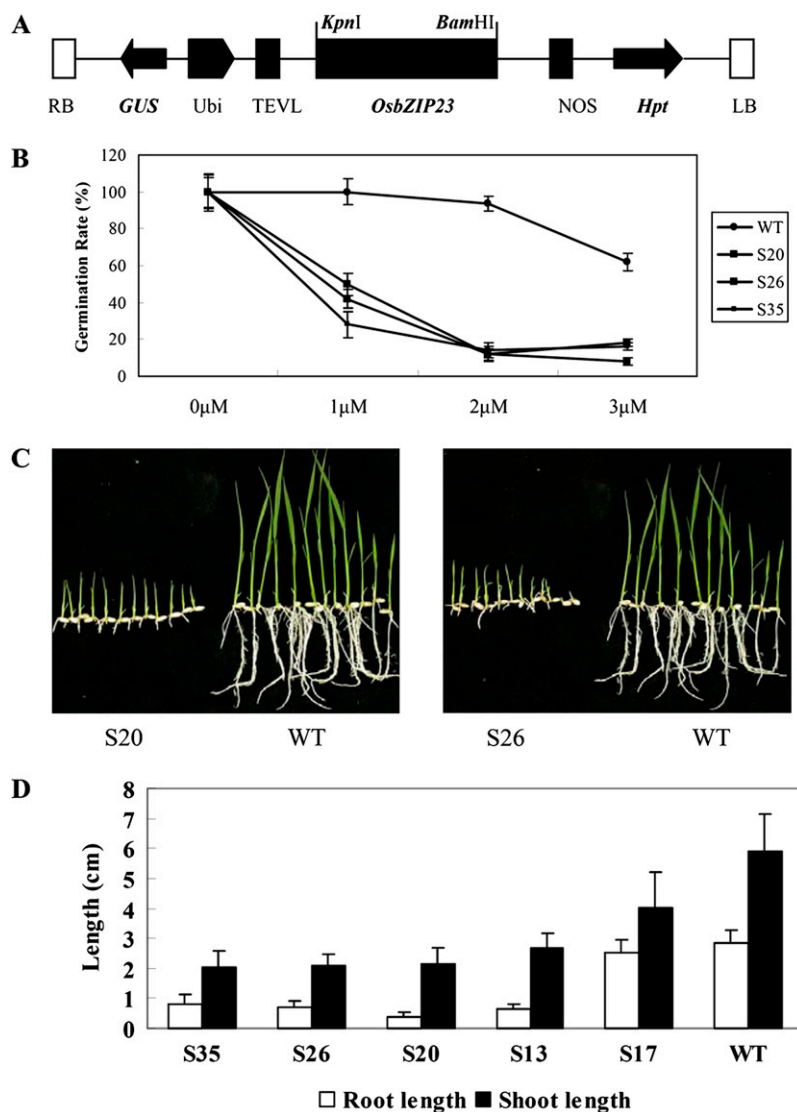 A
KpnI BamHI
RB GUS Ubi TEVL OsbZIP23 NOS Hpt LB
B
Germination Rate (%)
120
100
80
60
40
20
0
0μM 1μM 2μM 3μM
WT
S20
S26
S35
C
S20 WT S26 WT
D
Length (cm)
8
7
6
5
4
3
2
1
0
S35 S26 S20 S13 S17 WT
Root length Shoot length